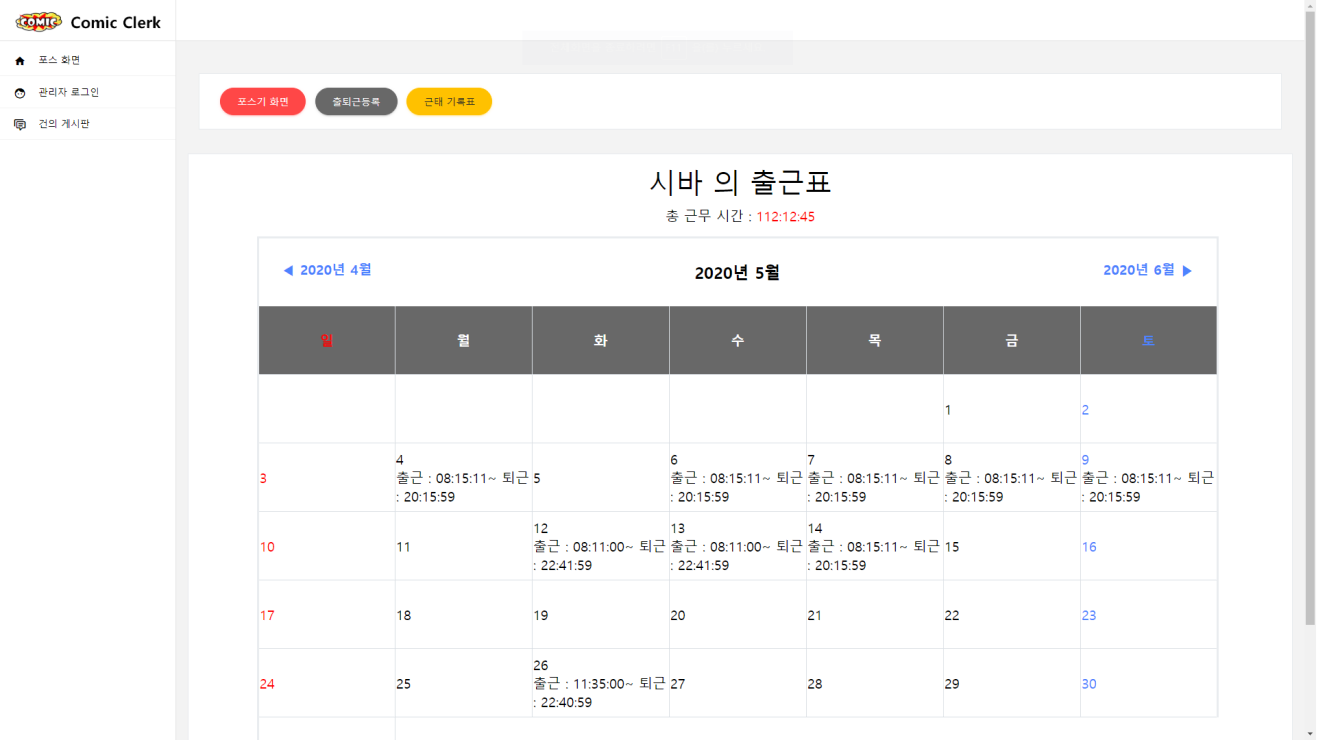 COMIC Comic Clerk
포스 화면
관리자 로그인
건의 게시판
포스기 화면 출퇴근등록 근태 기록표
시바 의 출근표
총 근무 시간 : 112:12:45
◀ 2020년 4월 2020년 5월 2020년 6월 ▶
일 월 화 수 목 금 토
1 2
3
4
출근 : 08:15:11~ 퇴근
: 20:15:59
5
6
출근 : 08:15:11~ 퇴근
: 20:15:59
7
출근 : 08:15:11~ 퇴근
: 20:15:59
8
출근 : 08:15:11~ 퇴근
: 20:15:59
9
출근 : 08:15:11~ 퇴근
: 20:15:59
10
11
12
출근 : 08:11:00~ 퇴근
: 22:41:59
13
출근 : 08:11:00~ 퇴근
: 22:41:59
14
출근 : 08:15:11~ 퇴근
: 20:15:59
15
16
17 18 19 20 21 22 23
24
25
26
출근 : 11:35:00~ 퇴근
: 22:40:59
27
28
29
30